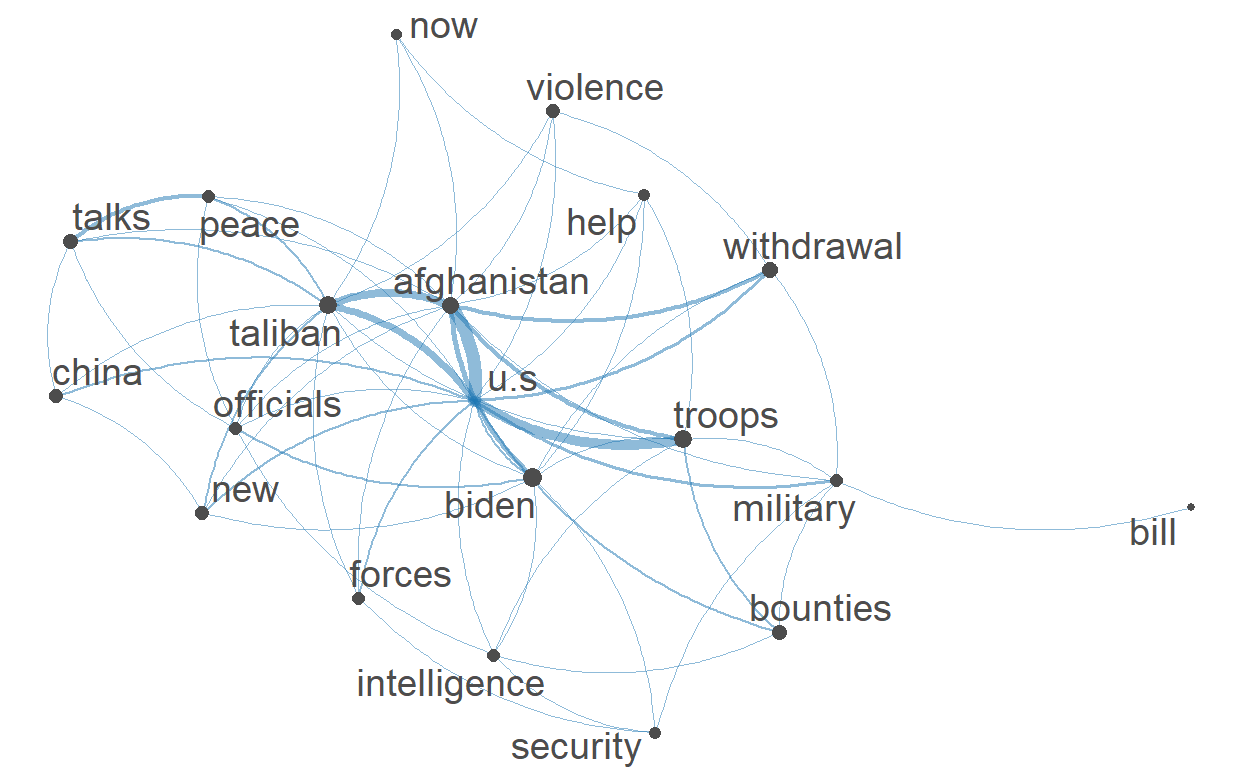 now
violence
talks
peace
help
withdrawal
afghanistan
taliban
china
u.s
officials
troops
new
biden
military
bill
forces
bounties
intelligence
security